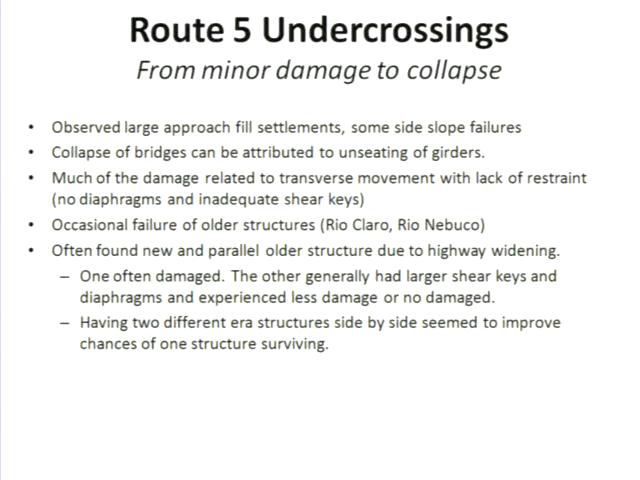 Route 5 Undercrossings
From minor damage to collapse
• Observed large approach fill settlements, some side slope failures
• Collapse of bridges can be attributed to unseating of girders.
• Much of the damage related to transverse movement with lack of restraint
(no diaphragms and inadequate shear keys)
• Occasional failure of older structures (Rio Claro, Rio Nebuco)
• Often found new and parallel older structure due to highway widening.
– One often damaged. The other generally had larger shear keys and
diaphragms and experienced less damage or no damaged.
– Having two different era structures side by side seemed to improve
chances of one structure surviving.